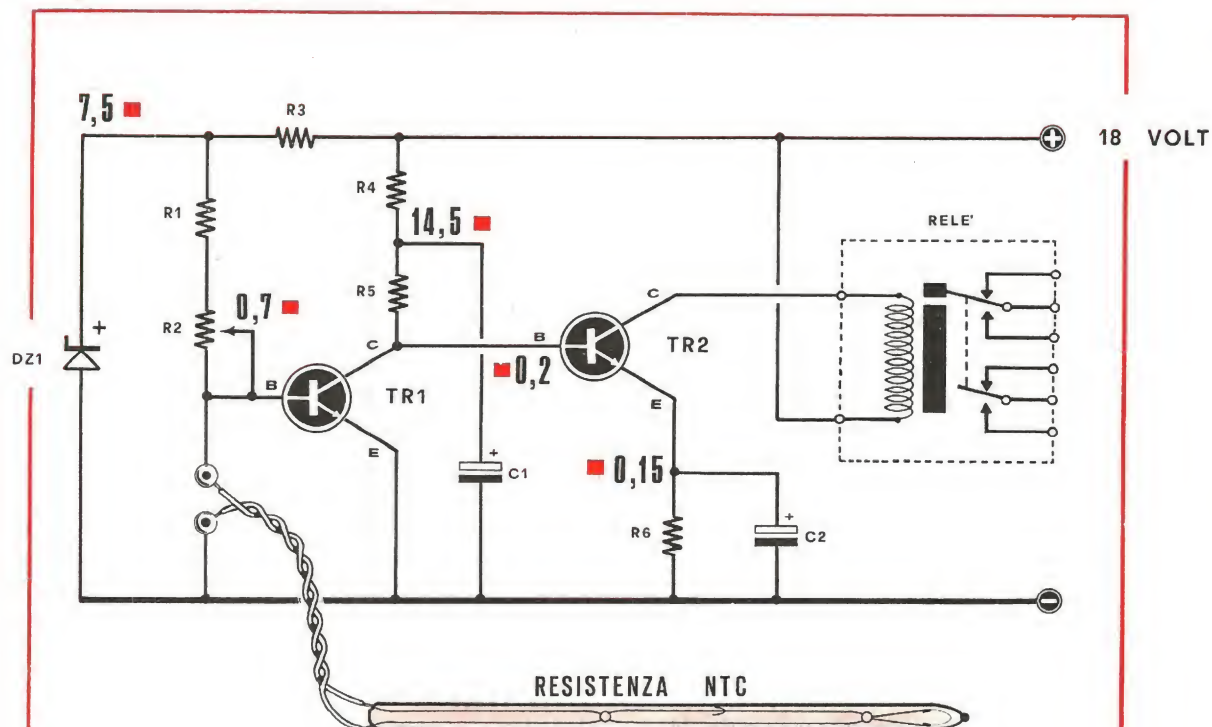 7,5
R3
18 VOLT
R4
R1
14,5
RELE'
R5
0,7
R2
C
C
+
DZ1
B
TR2
B
0,2
TR1
E
E
+
C1
0,15
R6
+
C2
RESISTENZA NTC